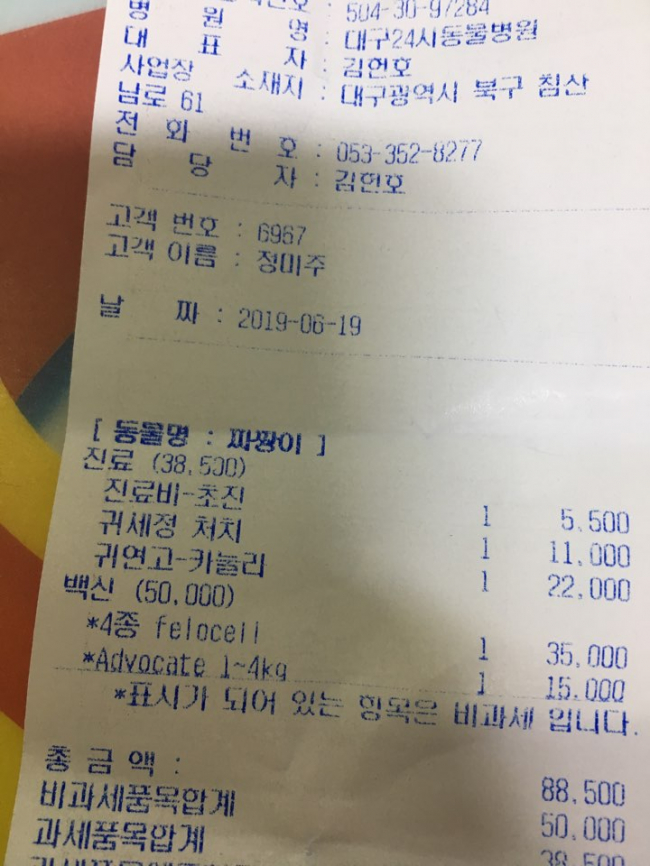 번호 : 504-30-97284
병 원 명 : 대구24시동물병원
대 표 자 : 김헌호
사업장 소재지 : 대구광역시 북구 침산
남로 61
전 화 번 호 : 053-352-8277
담 당 자 : 김헌호
고객 번호 : 6967
고객 이름 : 정미주
날 짜 : 2019-06-19
[ 동물명 : 짜짱이 ]
진료 (38,500)
진료비-초진 1 5,500
귀세정 처치 1 11,000
귀연고-카눌라 1 22,000
백신 (50,000)
*4종 felocell 1 35,000
*Advocate 1~4kg 1 15,000
*표시가 되어 있는 항목은 비과세 입니다.
총 금 액 : 88,500
비과세품목합계 50,000
과세품목합계 38,500